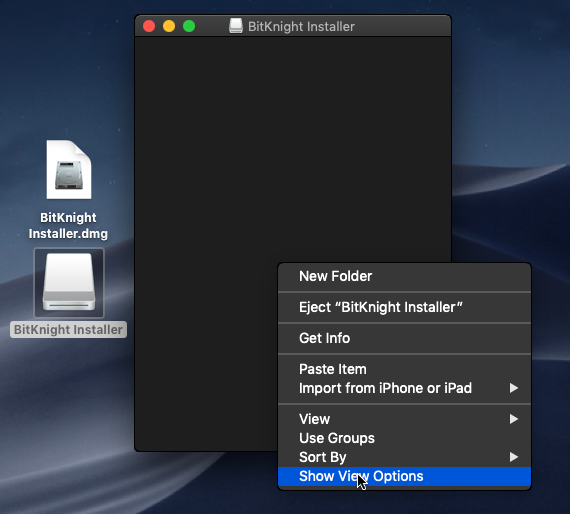 BitKnight Installer
BitKnight
Installer.dmg
BitKnight Installer
New Folder
Eject “BitKnight Installer”
Get Info
Paste Item
Import from iPhone or iPad
View
Use Groups
Sort By
Show View Options